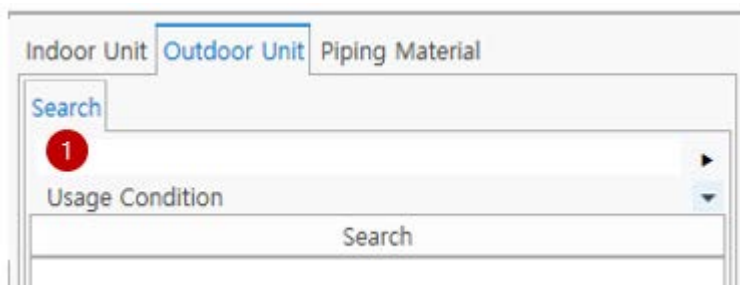 Indoor Unit Outdoor Unit Piping Material
Search
1
Usage Condition
Search